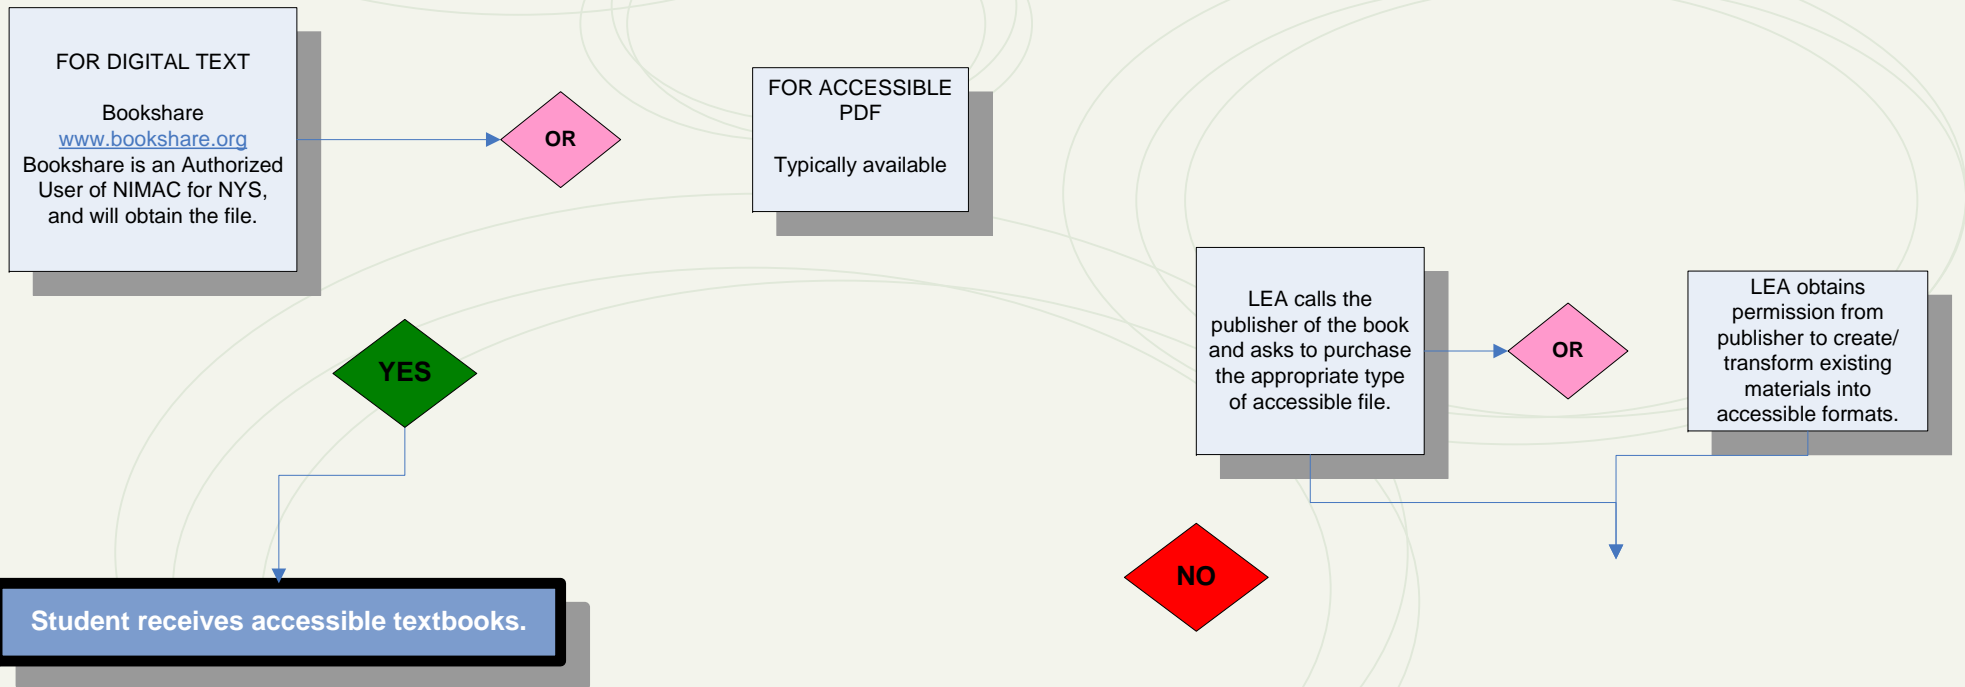 FOR DIGITAL TEXT
Bookshare
www.bookshare.org
Bookshare is an Authorized
User of NIMAC for NYS,
and will obtain the file.
OR
FOR ACCESSIBLE
PDF
Typically available
LEA calls the
publisher of the book
and asks to purchase
the appropriate type
of accessible file.
OR
LEA obtains
permission from
publisher to create/
transform existing
materials into
accessible formats.
YES
NO
Student receives accessible textbooks.